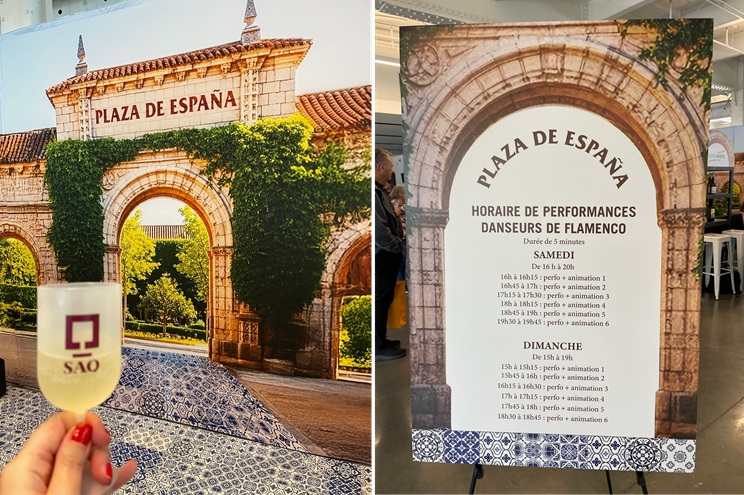 PLAZA DE ESPAÑA
SAQ
PLAZA DE ESPAÑA
HORAIRE DE PERFORMANCES
DANSEURS DE FLAMENCO
Durée de 5 minutes
SAMEDI
De 16 h à 20h
16h à 16h15 : perfo + animation 1
16h45 à 17h : perfo + animation 2
17h15 à 17h30 : perfo + animation 3
18h à 18h15 : perfo + animation 4
18h45 à 19h : perfo + animation 5
19h30 à 19h45 : perfo + animation 6
DIMANCHE
De 15h à 19h
15h à 15h15 : perfo + animation 1
15h45 à 16h : perfo + animation 2
16h15 à 16h30 : perfo + animation 3
17h à 17h15 : perfo + animation 4
17h45 à 18h : perfo + animation 5
18h30 à 18h45 : perfo + animation 6